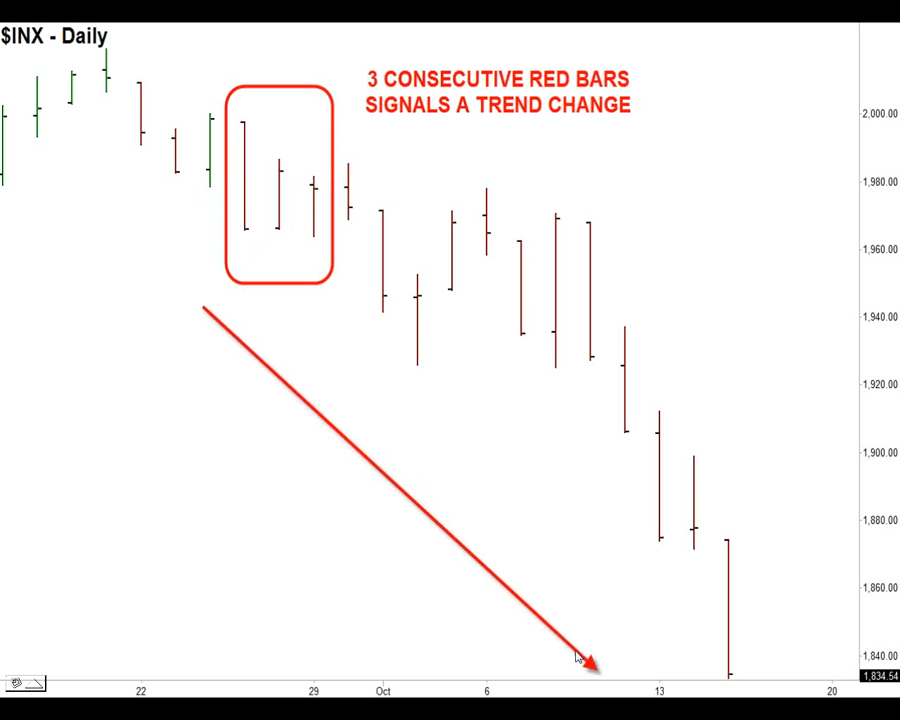 $INX - Daily
3 CONSECUTIVE RED BARS
SIGNALS A TREND CHANGE
2,000.00
1,980.00
1,960.00
1,940.00
1,920.00
1,900.00
1,880.00
1,860.00
1,840.00
1,834.54
22 29 Oct 6 13 20